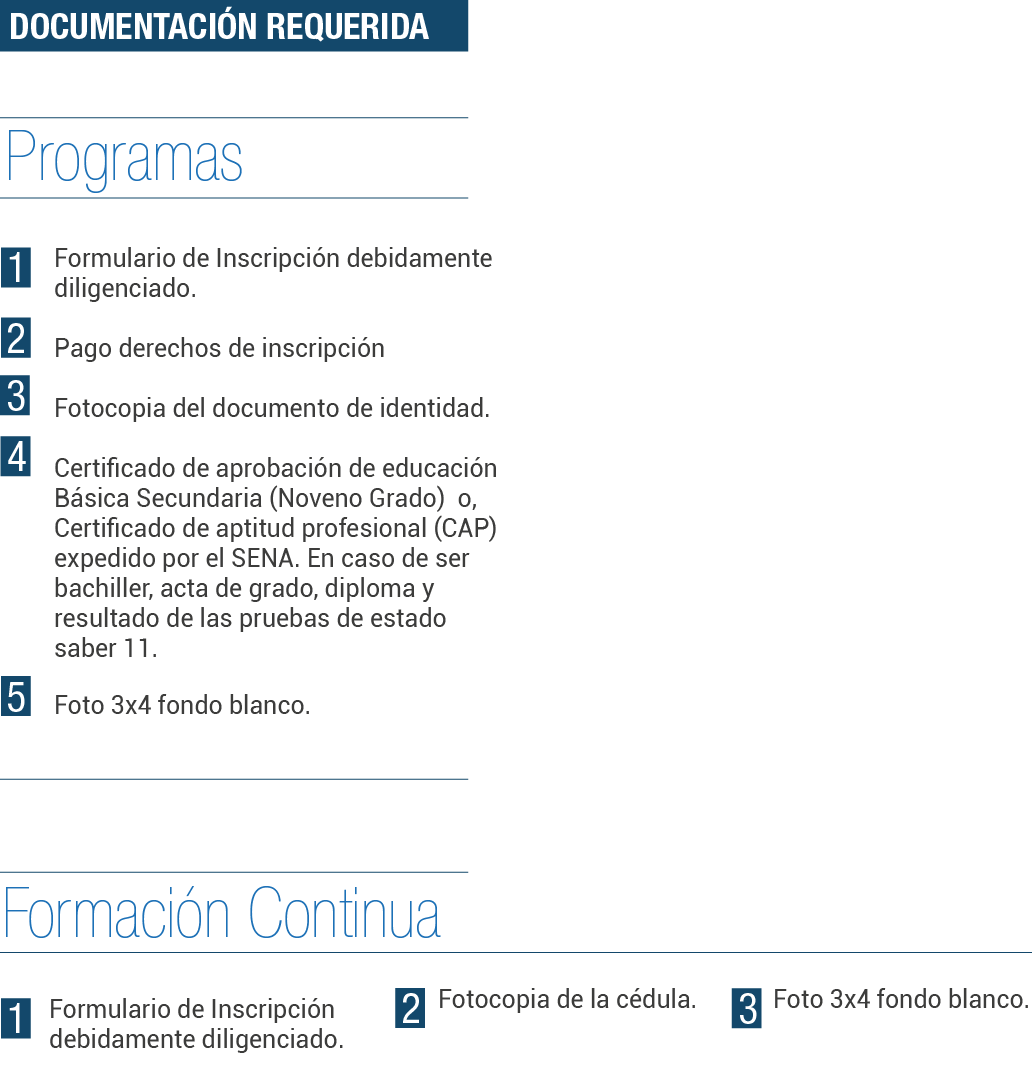 DOCUMENTACIÓN REQUERIDA
Programas
1 Formulario de Inscripción debidamente
diligenciado.
2 Pago derechos de inscripción
3 Fotocopia del documento de identidad.
4 Certificado de aprobación de educación
Básica Secundaria (Noveno Grado)  o,
Certificado de aptitud profesional (CAP)
expedido por el SENA. En caso de ser
bachiller, acta de grado, diploma y
resultado de las pruebas de estado
saber 11.
5 Foto 3x4 fondo blanco.
Formación Continua
1 Formulario de Inscripción
debidamente diligenciado.
2 Fotocopia de la cédula.
3 Foto 3x4 fondo blanco.